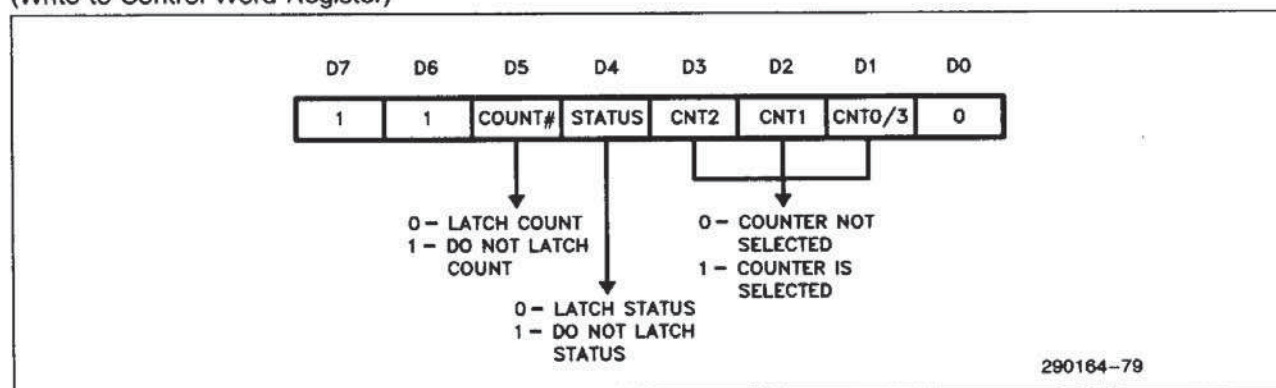 (Write to Control Word Register)
D7 D6 D5 D4 D3 D2 D1 D0
1 1 COUNT# STATUS CNT2 CNT1 CNT0/3 0
0 – LATCH COUNT
1 – DO NOT LATCH
COUNT
0 – COUNTER NOT
SELECTED
1 – COUNTER IS
SELECTED
0 – LATCH STATUS
1 – DO NOT LATCH
STATUS
290164–79